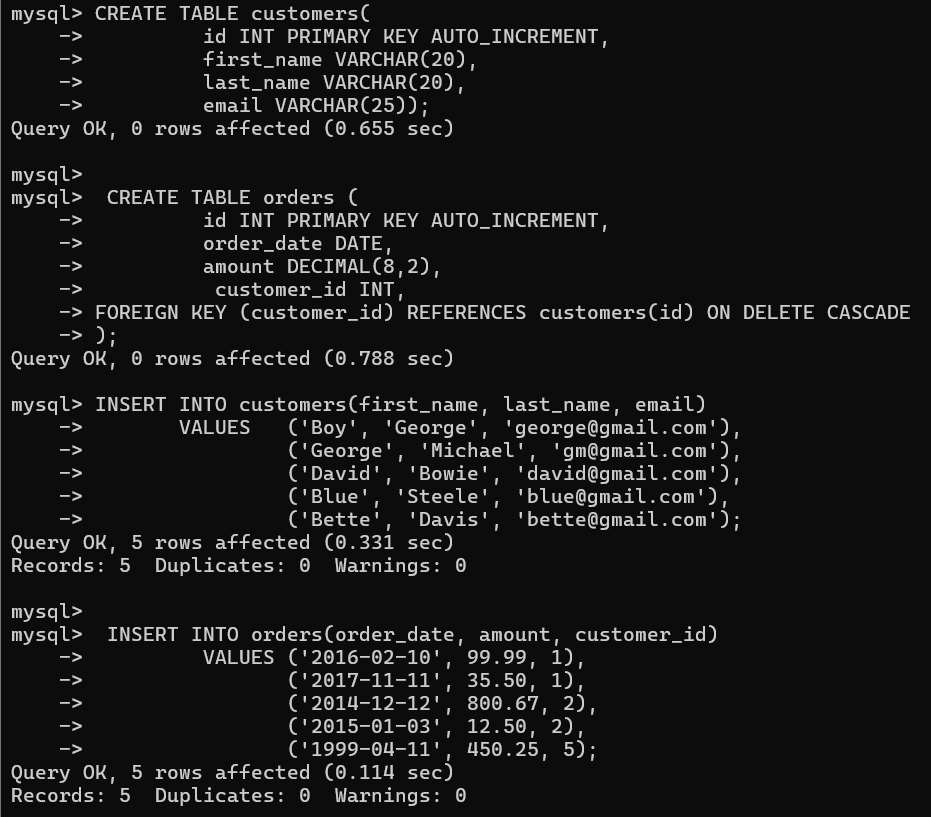 mysql> CREATE TABLE customers(
    ->          id INT PRIMARY KEY AUTO_INCREMENT,
    ->          first_name VARCHAR(20),
    ->          last_name VARCHAR(20),
    ->          email VARCHAR(25));
Query OK, 0 rows affected (0.655 sec)

mysql>
mysql>  CREATE TABLE orders (
    ->          id INT PRIMARY KEY AUTO_INCREMENT,
    ->          order_date DATE,
    ->          amount DECIMAL(8,2),
    ->           customer_id INT,
    -> FOREIGN KEY (customer_id) REFERENCES customers(id) ON DELETE CASCADE
    -> );
Query OK, 0 rows affected (0.788 sec)

mysql> INSERT INTO customers(first_name, last_name, email)
    ->        VALUES   ('Boy', 'George', 'george@gmail.com'),
    ->                 ('George', 'Michael', 'gm@gmail.com'),
    ->                 ('David', 'Bowie', 'david@gmail.com'),
    ->                 ('Blue', 'Steele', 'blue@gmail.com'),
    ->                 ('Bette', 'Davis', 'bette@gmail.com');
Query OK, 5 rows affected (0.331 sec)
Records: 5  Duplicates: 0  Warnings: 0

mysql>
mysql>  INSERT INTO orders(order_date, amount, customer_id)
    ->          VALUES ('2016-02-10', 99.99, 1),
    ->                 ('2017-11-11', 35.50, 1),
    ->                 ('2014-12-12', 800.67, 2),
    ->                 ('2015-01-03', 12.50, 2),
    ->                 ('1999-04-11', 450.25, 5);
Query OK, 5 rows affected (0.114 sec)
Records: 5  Duplicates: 0  Warnings: 0